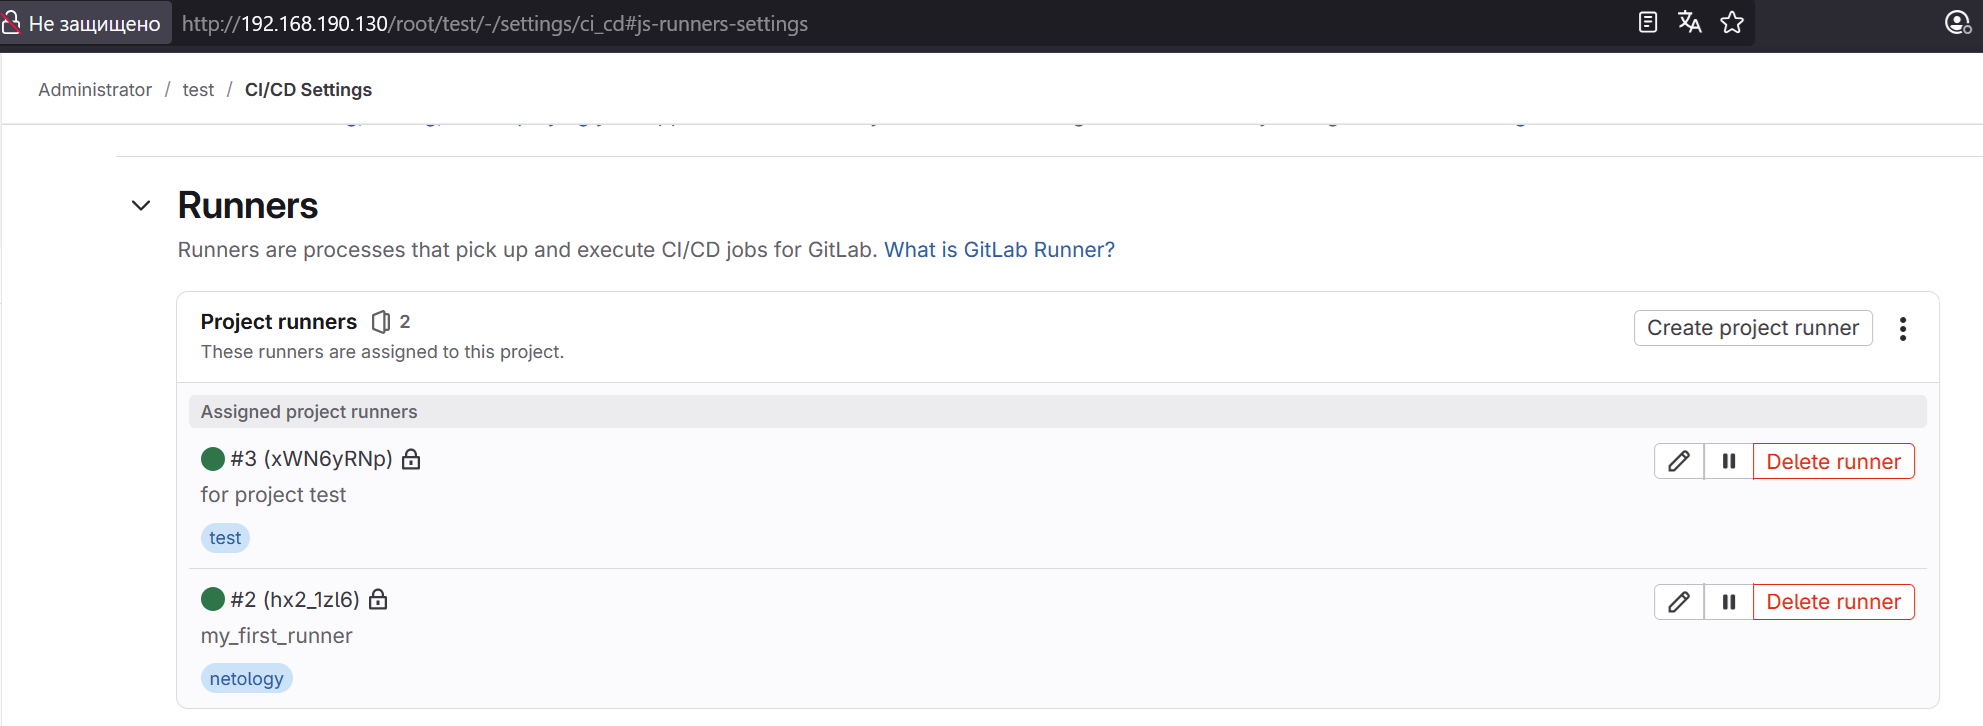 Не защищено http://192.168.190.130/root/test/-/settings/ci_cd#js-runners-settings
Administrator / test / CI/CD Settings
Runners
Runners are processes that pick up and execute CI/CD jobs for GitLab. What is GitLab Runner?
Project runners 2
Create project runner
These runners are assigned to this project.
Assigned project runners
#3 (xWN6yRNp)
Delete runner
for project test
test
#2 (hx2_1zl6)
Delete runner
my_first_runner
netology